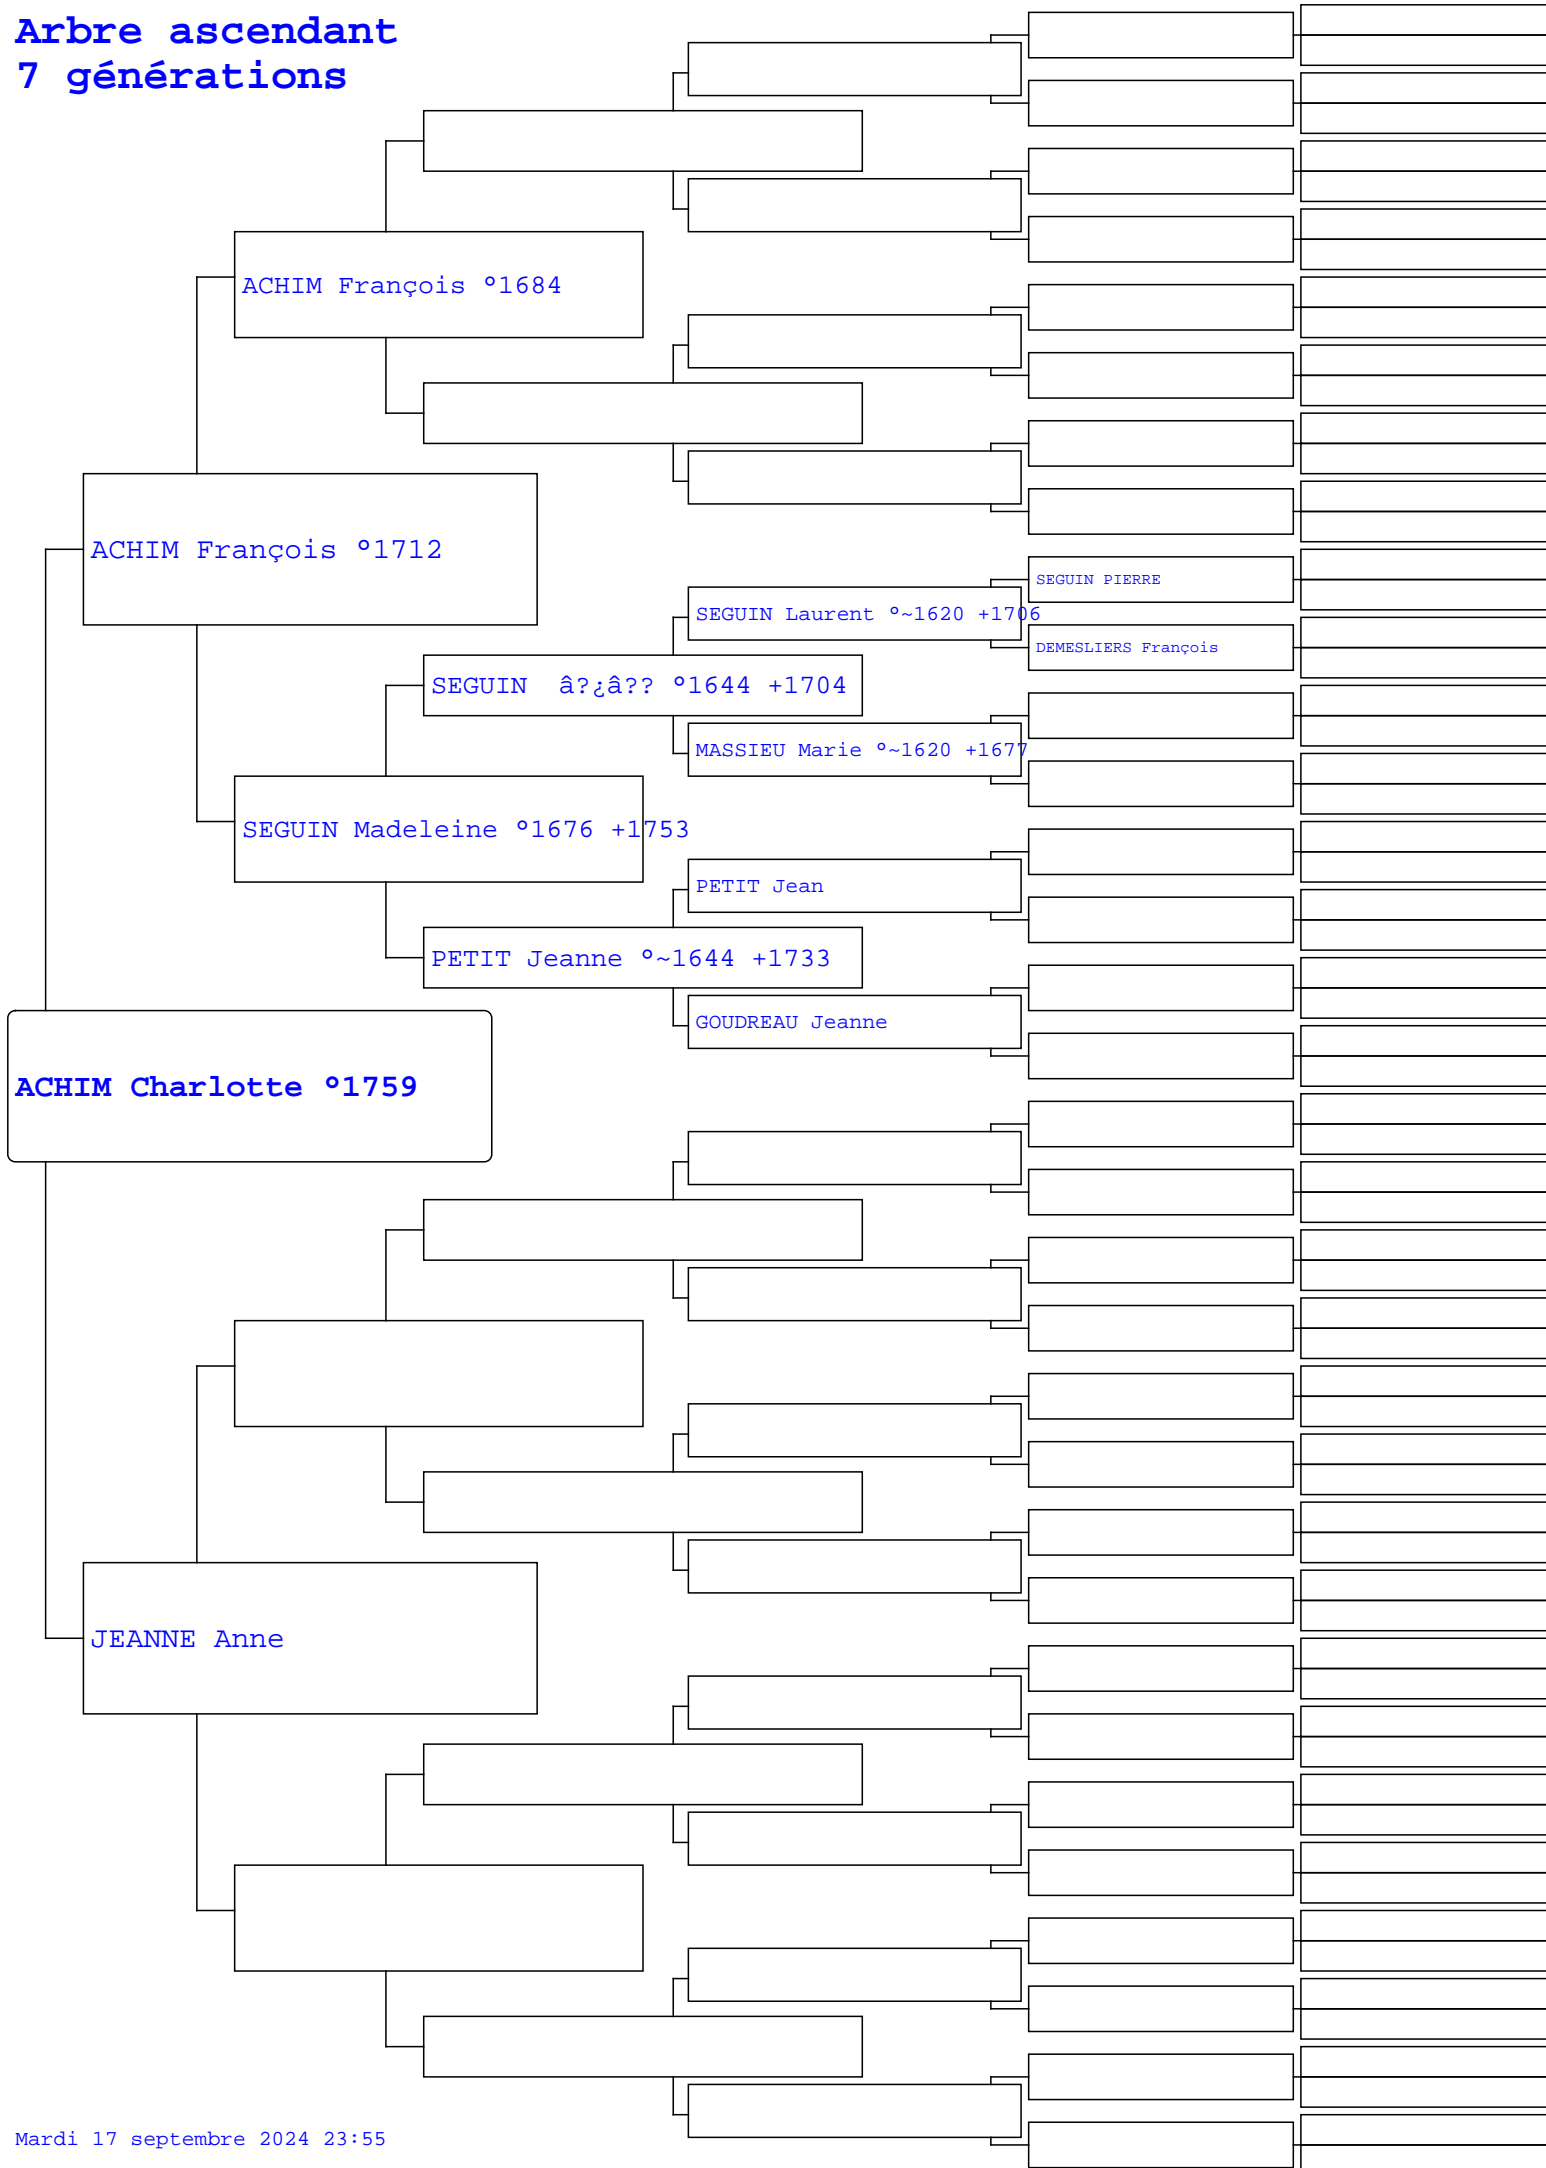 Arbre ascendant
7 générations
ACHIM François °1684
ACHIM François °1712
SEGUIN PIERRE
SEGUIN Laurent °~1620 +1706
DEMESLIERS François
SEGUIN  â?¿â?? °1644 +1704
MASSIEU Marie °~1620 +1677
SEGUIN Madeleine °1676 +1753
PETIT Jean
PETIT Jeanne °~1644 +1733
GOUDREAU Jeanne
ACHIM Charlotte °1759
JEANNE Anne
Mardi 17 septembre 2024 23:55